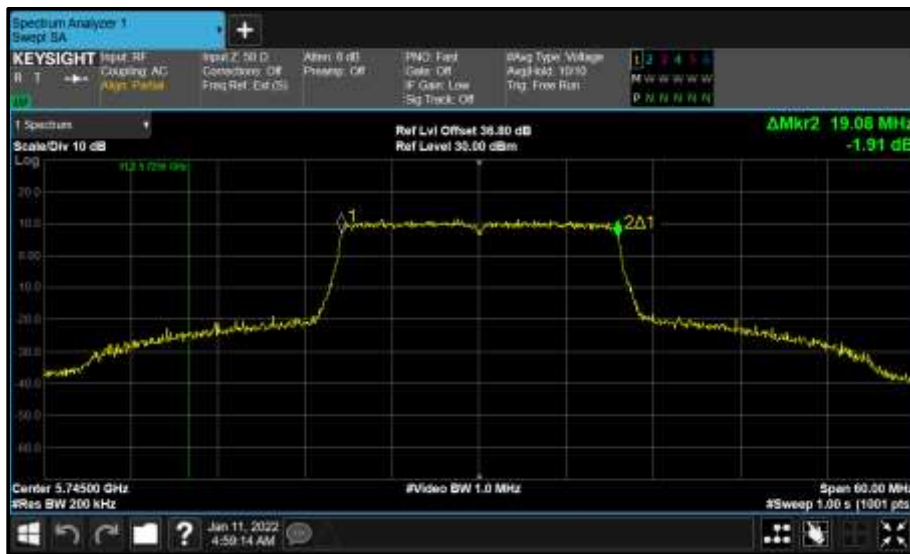 Spectrum Analyzer 1
Swept SA
+
KEYSIGHT
R T
Input: RF
Coupling: AC
Align: Partial
Input Z: 50 Ω
Corrections: Off
Freq Ref: Ext (S)
Atten: 6 dB
Preamp: Off
PNO: Fast
Gate: Off
IF Gain: Low
Sig Track: Off
#Avg Type: Voltage
Avg|Hold: 10/10
Trig: Free Run
1 2 3 4 5 6
M W W W W W
P N N N N N
1 Spectrum
Scale/Div 10 dB
Log
Ref Lvl Offset 36.80 dB
Ref Level 30.00 dBm
ΔMkr2 19.08 MHz
-1.91 dB
20.0
10.0
0.00
-10.0
-20.0
-30.0
-40.0
-50.0
-60.0
1
2Δ1
Center 5.74500 GHz
#Res BW 200 kHz
#Video BW 1.0 MHz
Span 60.00 MHz
#Sweep 1.00 s (1001 pts)
?
Jan 11, 2022
4:59:14 AM